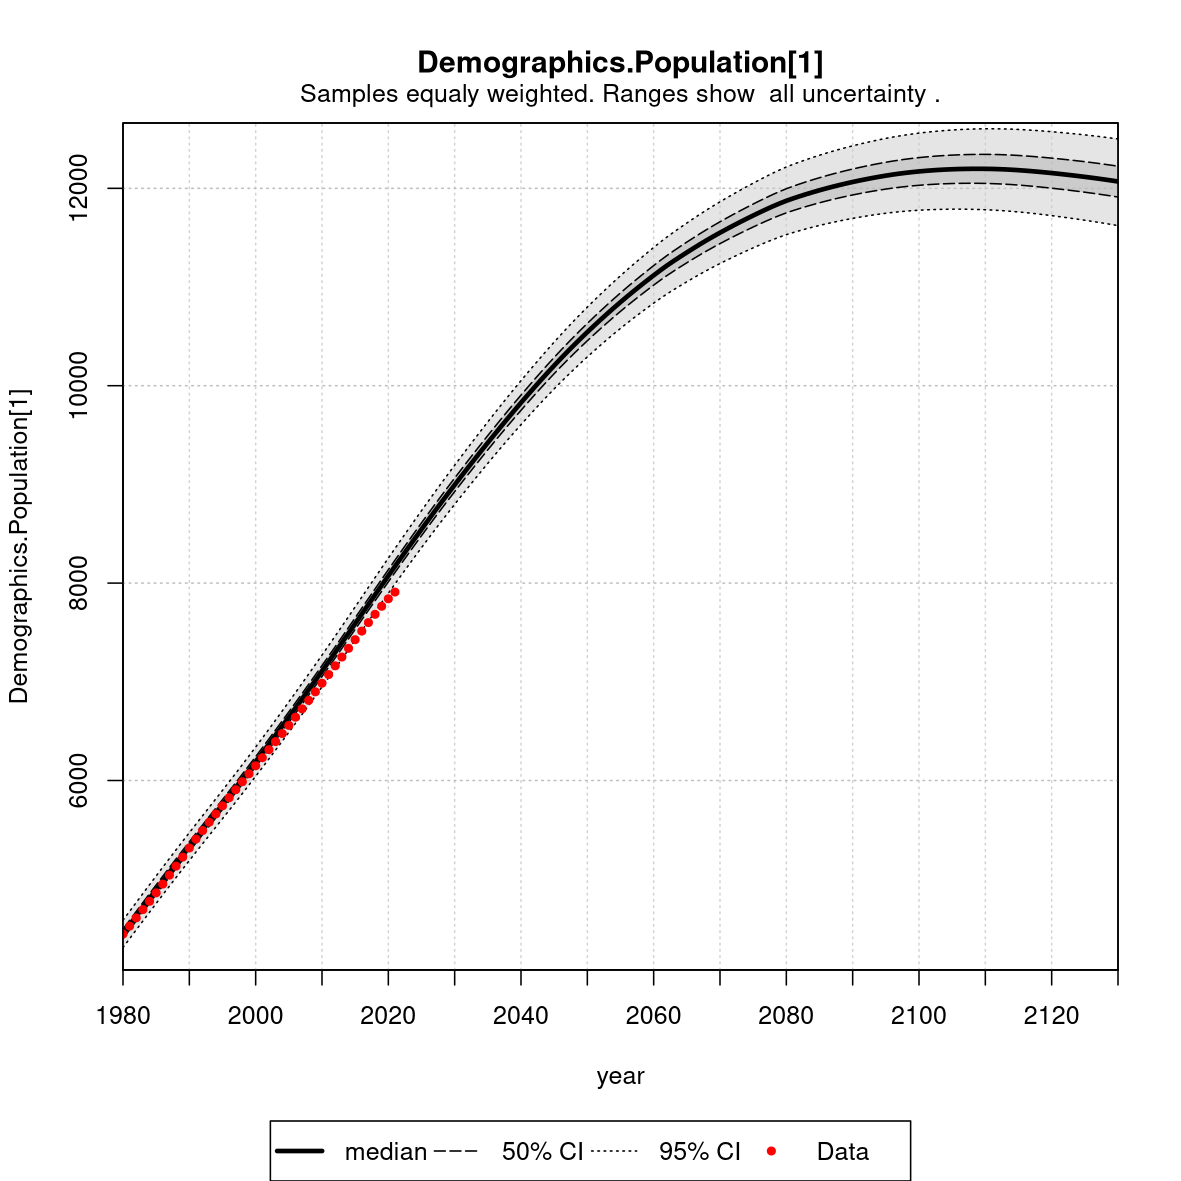 Demographics.Population[1]
Samples equaly weighted. Ranges show  all uncertainty .
Demographics.Population[1]
12000
10000
8000
6000
1980 2000 2020 2040 2060 2080 2100 2120
year
median 50% CI 95% CI Data